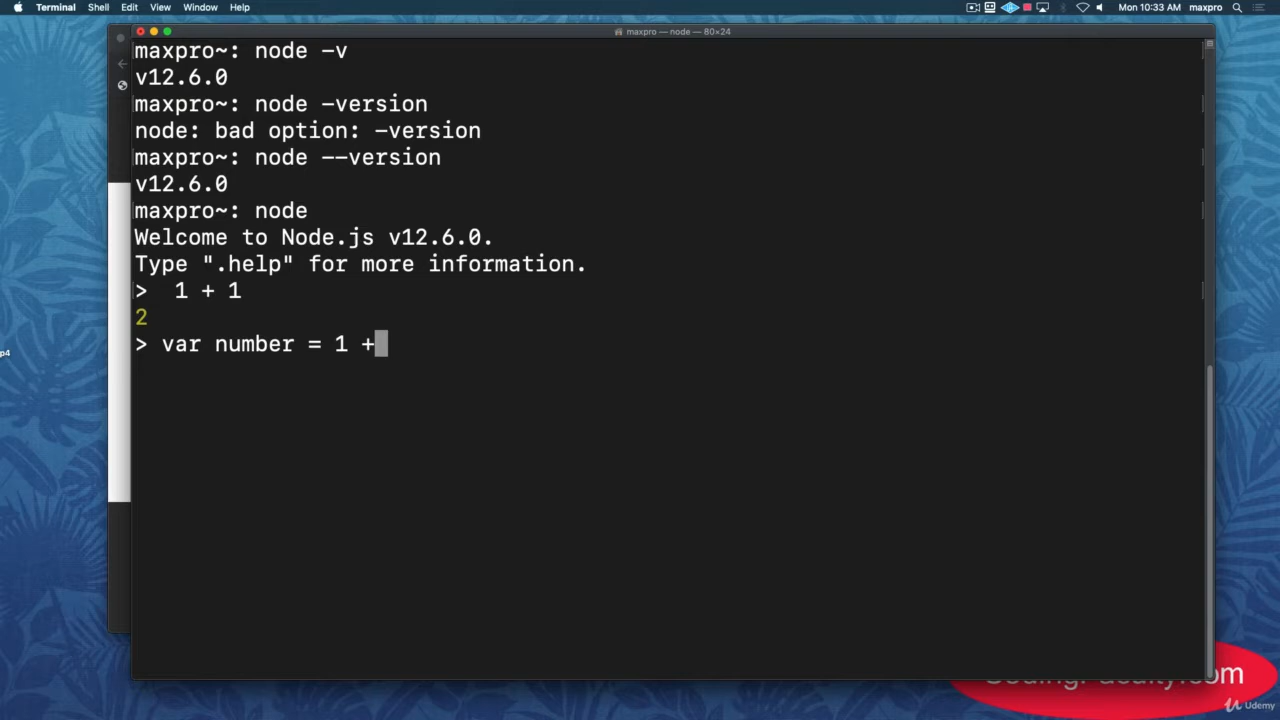 Terminal Shell Edit View Window Help Mon 10:33 AM maxpro
maxpro — node — 80×24
maxpro~: node -v
v12.6.0
maxpro~: node -version
node: bad option: -version
maxpro~: node --version
v12.6.0
maxpro~: node
Welcome to Node.js v12.6.0.
Type ".help" for more information.
>  1 + 1
2
> var number = 1 +
p4
Udemy